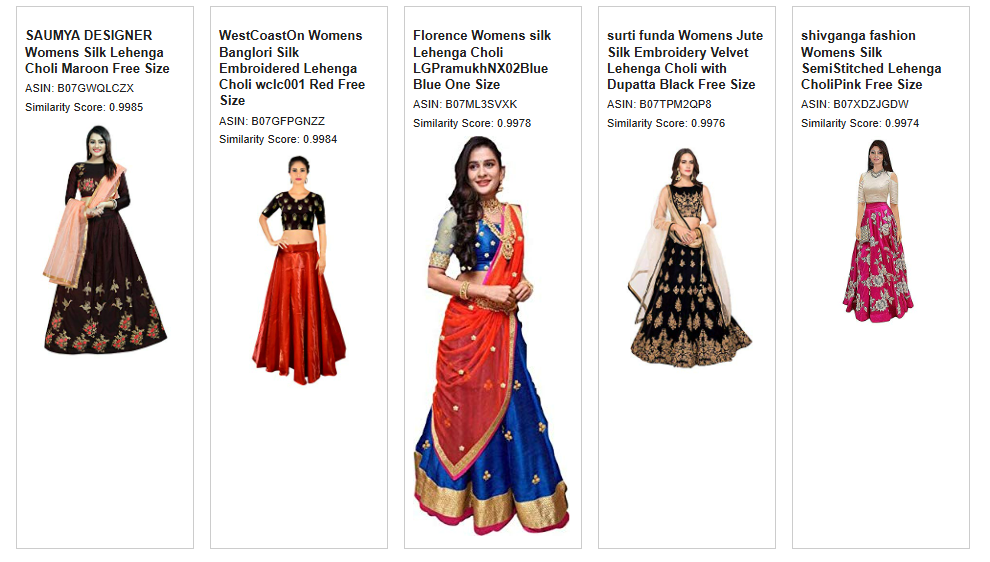 SAUMYA DESIGNER
Womens Silk Lehenga
Choli Maroon Free Size
ASIN: B07GWQLCZX
Similarity Score: 0.9985
WestCoastOn Womens
Banglori Silk
Embroidered Lehenga
Choli wclc001 Red Free
Size
ASIN: B07GFPGNZZ
Similarity Score: 0.9984
Florence Womens silk
Lehenga Choli
LGPramukhNX02Blue
Blue One Size
ASIN: B07ML3SVXK
Similarity Score: 0.9978
surti funda Womens Jute
Silk Embroidery Velvet
Lehenga Choli with
Dupatta Black Free Size
ASIN: B07TPM2QP8
Similarity Score: 0.9976
shivganga fashion
Womens Silk
SemiStitched Lehenga
CholiPink Free Size
ASIN: B07XDZJGDW
Similarity Score: 0.9974